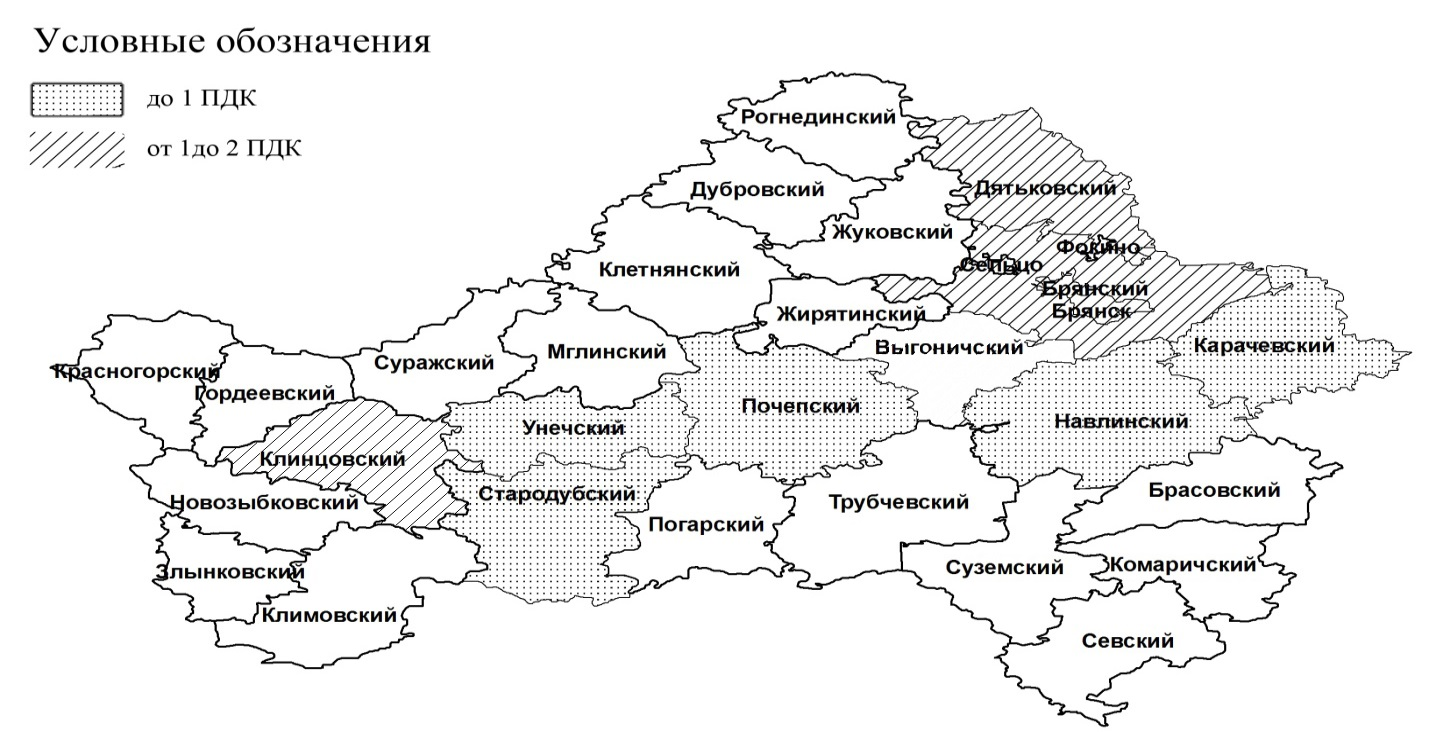 Условные обозначения
до 1 ПДК
от 1до 2 ПДК
Рогнединский
Дятьковский
Дубровский
Жуковский
Фокино
Сельцо
Клетнянский
Брянский
Брянск
Жирятинский
Выгоничский
Карачевский
Мглинский
Суражский
Красногорский
Гордеевский
Почепский
Навлинский
Унечский
Клинцовский
Стародубский
Брасовский
Новозыбковский
Трубчевский
Погарский
Злынковский
Суземский
Комаричский
Климовский
Севский